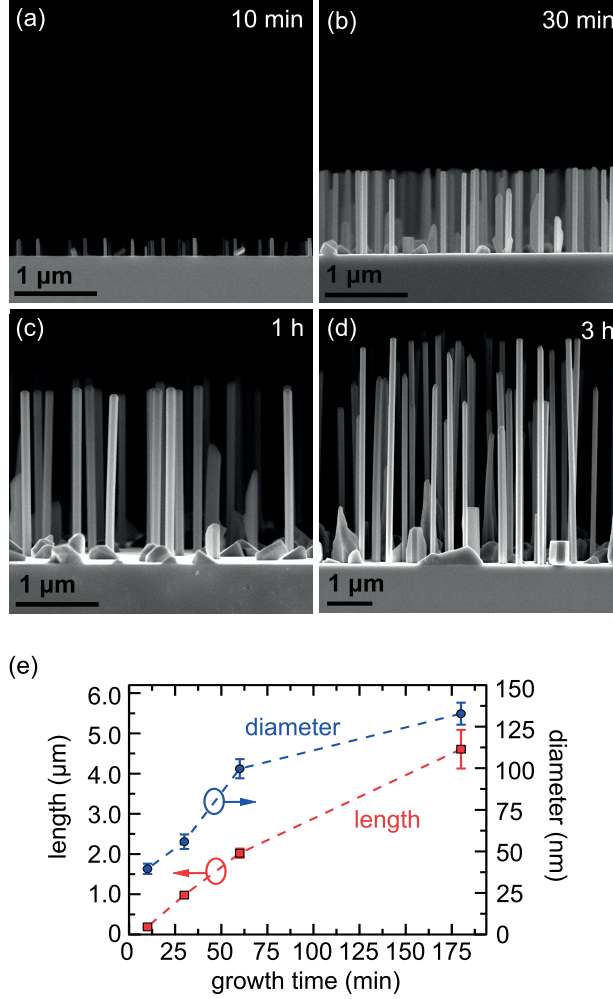 (a) 10 min
1 µm
(b) 30 min
1 µm
(c) 1 h
1 µm
(d) 3 h
1 µm
(e)
6.0
5.0
4.0
3.0
2.0
1.0
0
length (µm)
150
125
100
75
50
25
0
diameter (nm)
diameter
length
0 25 50 75 100 125 150 175
growth time (min)